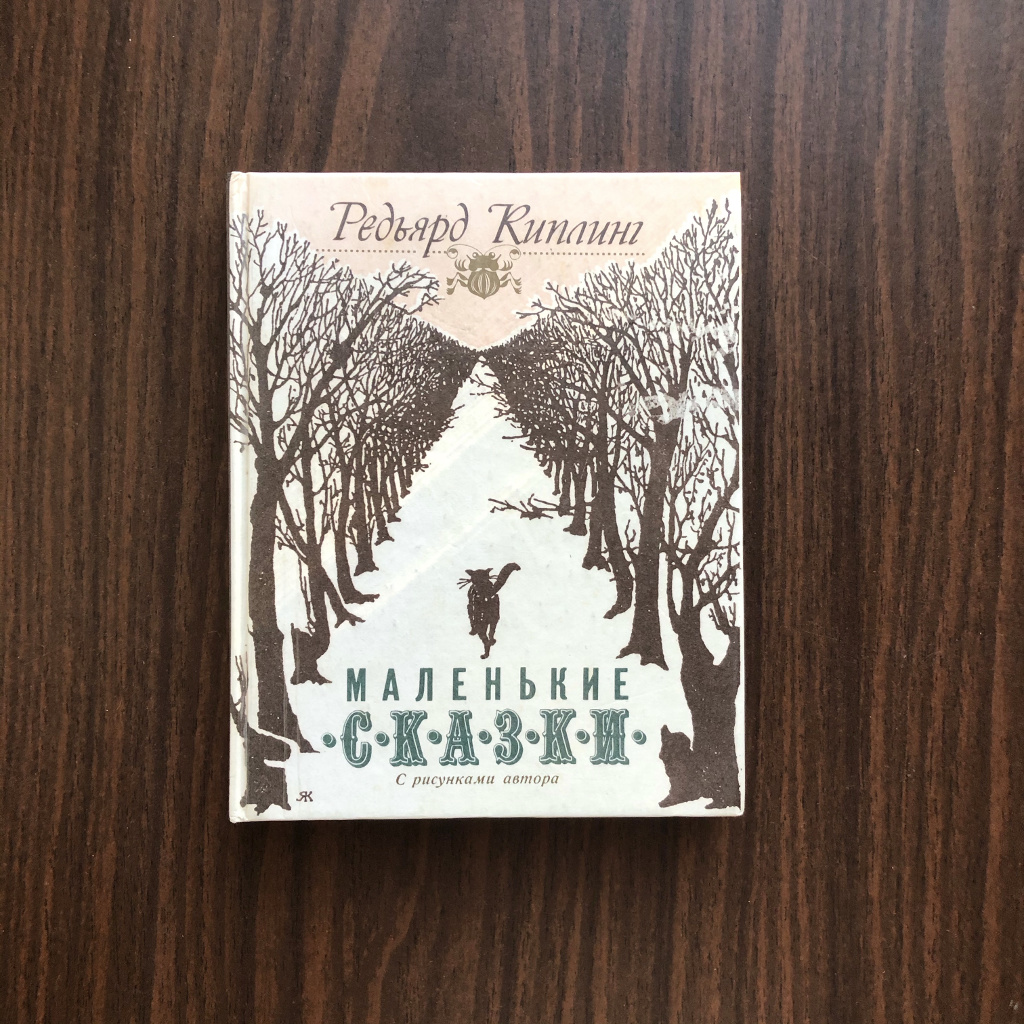 Редьярд Киплинг
МАЛЕНЬКИЕ
·С·К·А·З·К·И·
С рисунками автора